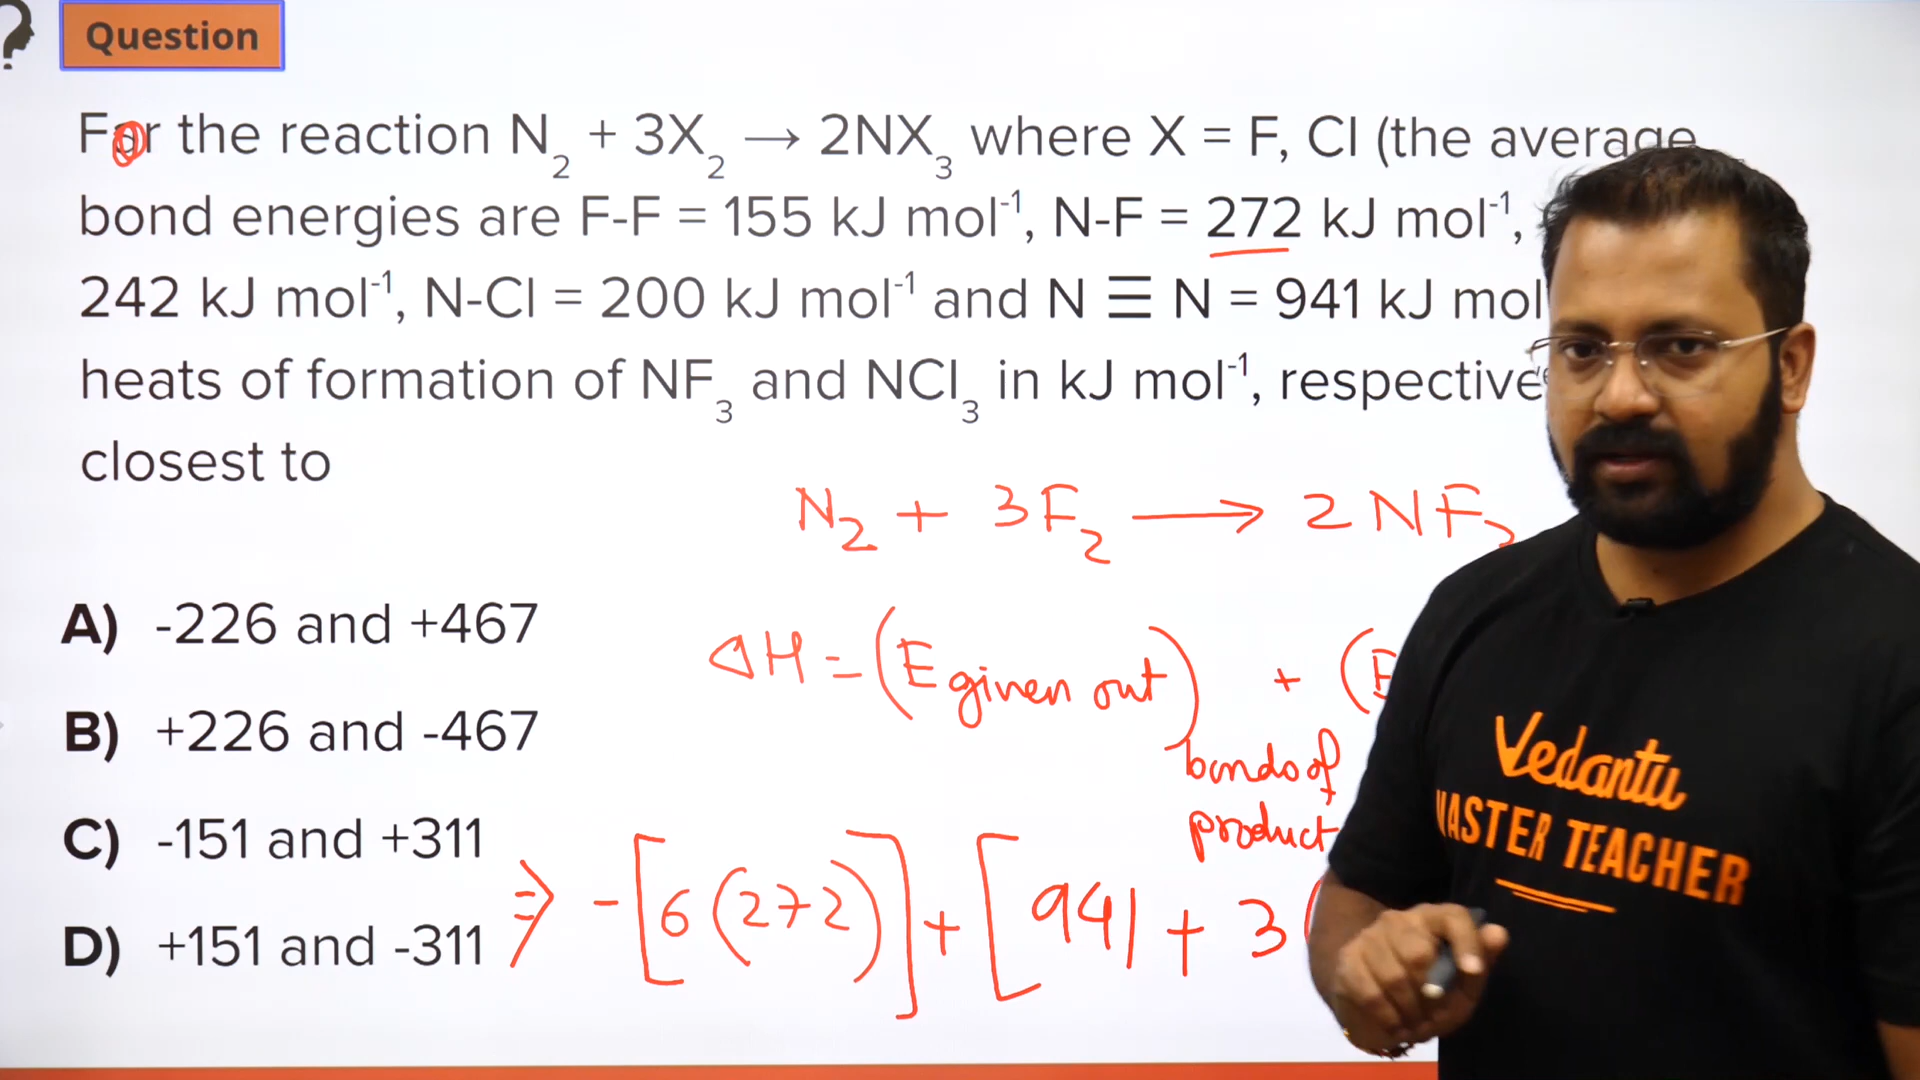 Question
For the reaction N₂ + 3X₂ → 2NX₃ where X = F, Cl (the average
bond energies are F-F = 155 kJ mol⁻¹, N-F = 272 kJ mol⁻¹,
242 kJ mol⁻¹, N-Cl = 200 kJ mol⁻¹ and N ≡ N = 941 kJ mol
heats of formation of NF₃ and NCl₃ in kJ mol⁻¹, respective
closest to
N₂ + 3F₂ → 2NF
A) -226 and +467
B) +226 and -467
C) -151 and +311
D) +151 and -311
ΔH = (E given out) + (E
bonds of
product
⇒ -[6(272)] + [941 + 3(
Vedantu
MASTER TEACHER